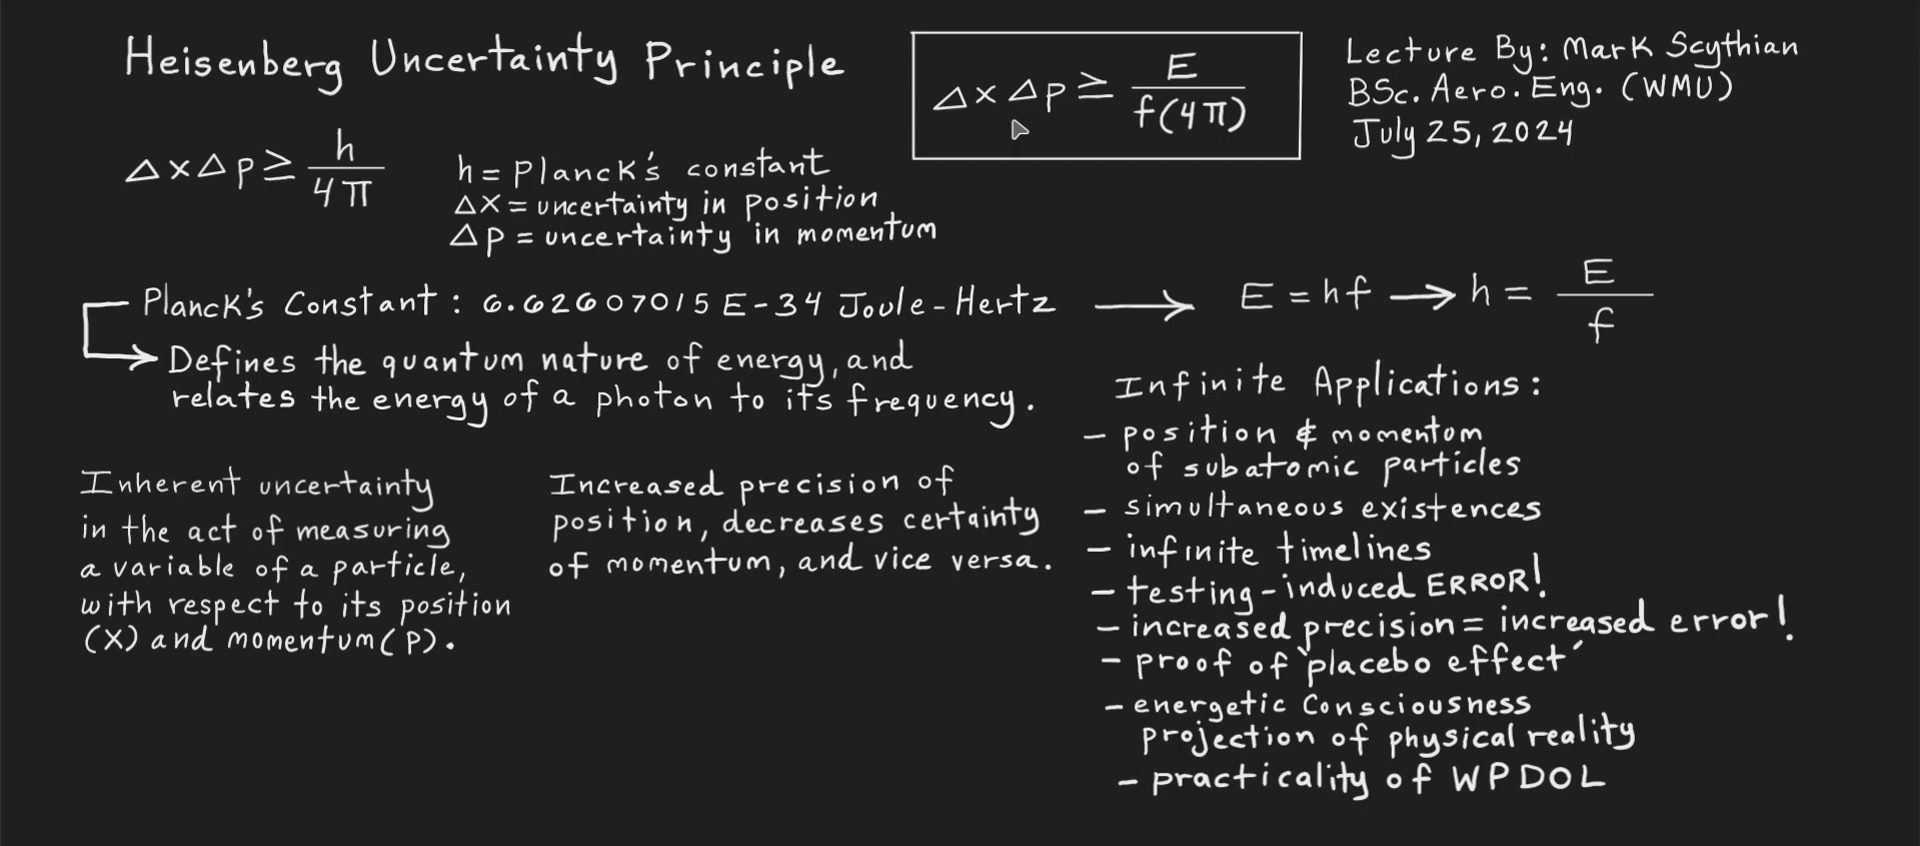 Heisenberg Uncertainty Principle
Δx Δp ≥ E / f(4π)
Lecture By: Mark Scythian
BSc. Aero. Eng. (WMU)
July 25, 2024
Δx Δp ≥ h / 4π
h = Planck's constant
Δx = uncertainty in position
Δp = uncertainty in momentum
Planck's Constant: 6.62607015 E-34 Joule-Hertz → E = hf → h = E / f
Defines the quantum nature of energy, and
relates the energy of a photon to its frequency.
Inherent uncertainty
in the act of measuring
a variable of a particle,
with respect to its position
(x) and momentum (p).
Increased precision of
position, decreases certainty
of momentum, and vice versa.
Infinite Applications:
- position & momentum
of subatomic particles
- simultaneous existences
- infinite timelines
- testing-induced ERROR!
- increased precision = increased error!
- proof of 'placebo effect'
- energetic Consciousness
projection of physical reality
- practicality of WPDOL